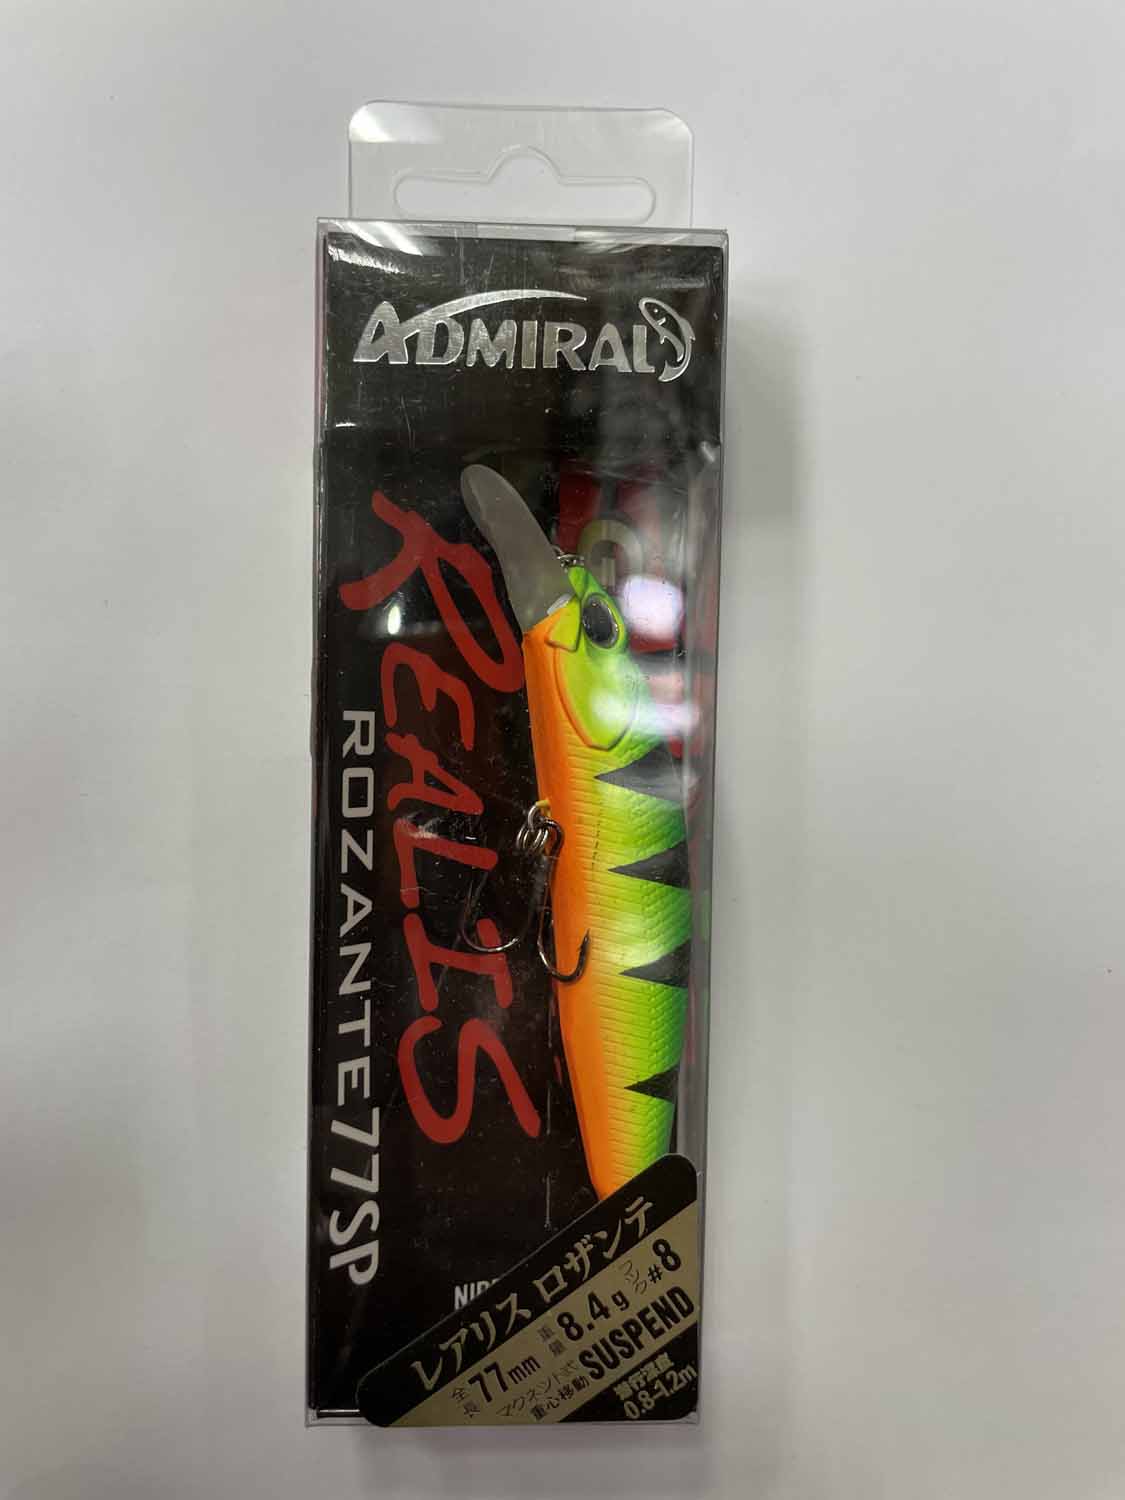 ADMIRAL
REALIS
ROZANTE77SP
レアリス ロザンテ
全長 77mm 重量 8.4g フック #8
マグネット式
重心移動 SUSPEND
潜行深度
0.8-1.2m